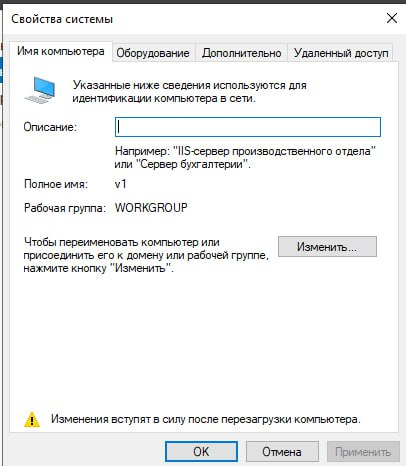 Свойства системы
Имя компьютера
Оборудование
Дополнительно
Удаленный доступ
Указанные ниже сведения используются для
идентификации компьютера в сети.
Описание:
Например: "IIS-сервер производственного отдела"
или "Сервер бухгалтерии".
Полное имя: v1
Рабочая группа: WORKGROUP
Чтобы переименовать компьютер или
присоединить его к домену или рабочей группе,
нажмите кнопку "Изменить".
Изменить...
Изменения вступят в силу после перезагрузки компьютера.
ОК
Отмена
Применить